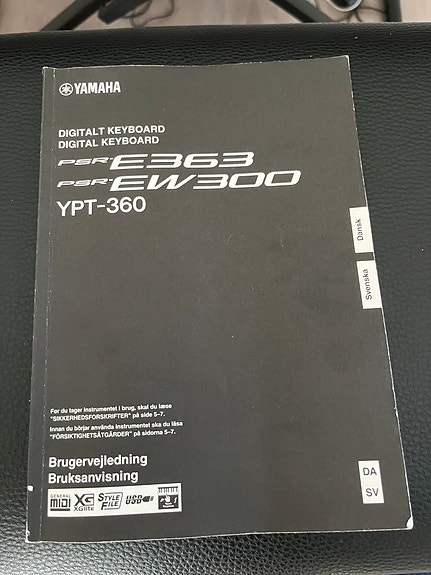 YAMAHA
DIGITALT KEYBOARD
DIGITAL KEYBOARD
PSR-E363
PSR-EW300
YPT-360
Dansk
Svenska
Før du tager instrumentet i brug, skal du læse
"SIKKERHEDSFORSKRIFTER" på side 5–7.
Innan du börjar använda instrumentet ska du läsa
"FÖRSIKTIGHETSÅTGÄRDER" på sidorna 5–7.
Brugervejledning
Bruksanvisning
DA
SV
GENERAL MIDI
XG XGlite
STYLE FILE
USB